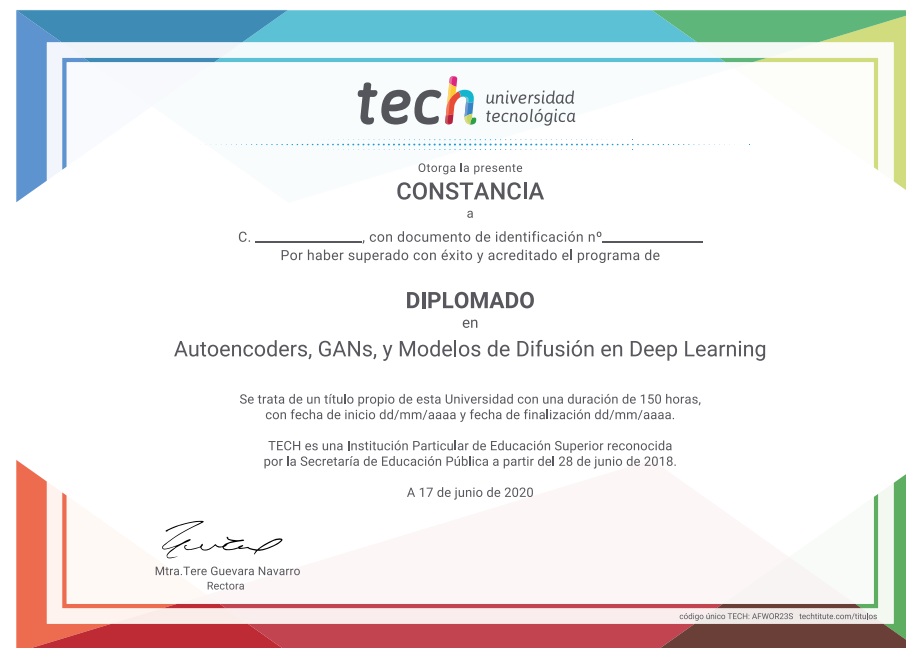 tech universidad
tecnológica
Otorga la presente
CONSTANCIA
a
C. ____________, con documento de identificación nº____________
Por haber superado con éxito y acreditado el programa de
DIPLOMADO
en
Autoencoders, GANs, y Modelos de Difusión en Deep Learning
Se trata de un título propio de esta Universidad con una duración de 150 horas,
con fecha de inicio dd/mm/aaaa y fecha de finalización dd/mm/aaaa.
TECH es una Institución Particular de Educación Superior reconocida
por la Secretaría de Educación Pública a partir del 28 de junio de 2018.
A 17 de junio de 2020
Mtra.Tere Guevara Navarro
Rectora
código único TECH: AFWOR23S techtitute.com/titulos